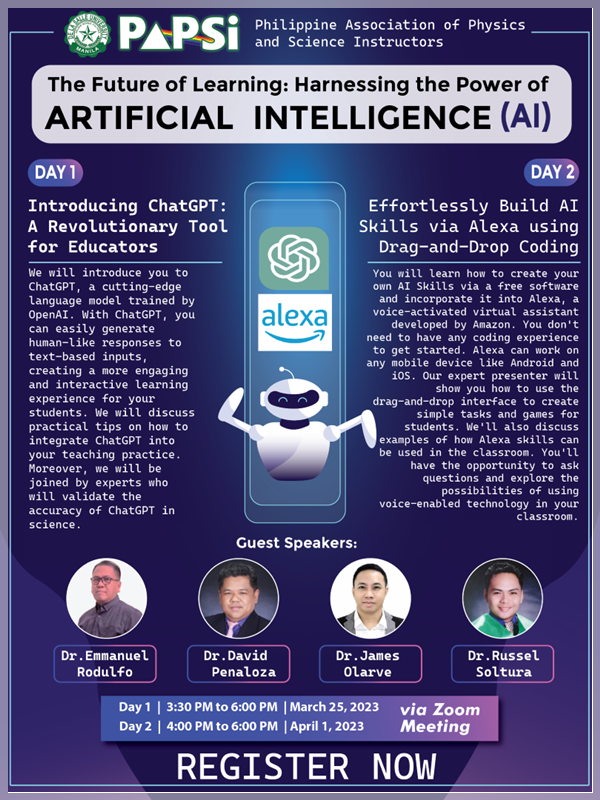 DE LA SALLE UNIVERSITY
MANILA
PAPSi
Philippine Association of Physics
and Science Instructors
The Future of Learning: Harnessing the Power of
ARTIFICIAL INTELLIGENCE (AI)
DAY 1
Introducing ChatGPT:
A Revolutionary Tool
for Educators
We will introduce you to
ChatGPT, a cutting-edge
language model trained by
OpenAI. With ChatGPT, you
can easily generate
human-like responses to
text-based inputs,
creating a more engaging
and interactive learning
experience for your
students. We will discuss
practical tips on how to
integrate ChatGPT into
your teaching practice.
Moreover, we will be
joined by experts who
will validate the
accuracy of ChatGPT in
science.
alexa
DAY 2
Effortlessly Build AI
Skills via Alexa using
Drag-and-Drop Coding
You will learn how to create your
own AI Skills via a free software
and incorporate it into Alexa, a
voice-activated virtual assistant
developed by Amazon. You don't
need to have any coding experience
to get started. Alexa can work on
any mobile device like Android and
iOS. Our expert presenter will
show you how to use the
drag-and-drop interface to create
simple tasks and games for
students. We'll also discuss
examples of how Alexa skills can
be used in the classroom. You'll
have the opportunity to ask
questions and explore the
possibilities of using
voice-enabled technology in your
classroom.
Guest Speakers:
Dr.Emmanuel
Rodulfo
Dr.David
Penaloza
Dr.James
Olarve
Dr.Russel
Soltura
Day 1 | 3:30 PM to 6:00 PM | March 25, 2023
Day 2 | 4:00 PM to 6:00 PM | April 1, 2023
via Zoom
Meeting
REGISTER NOW